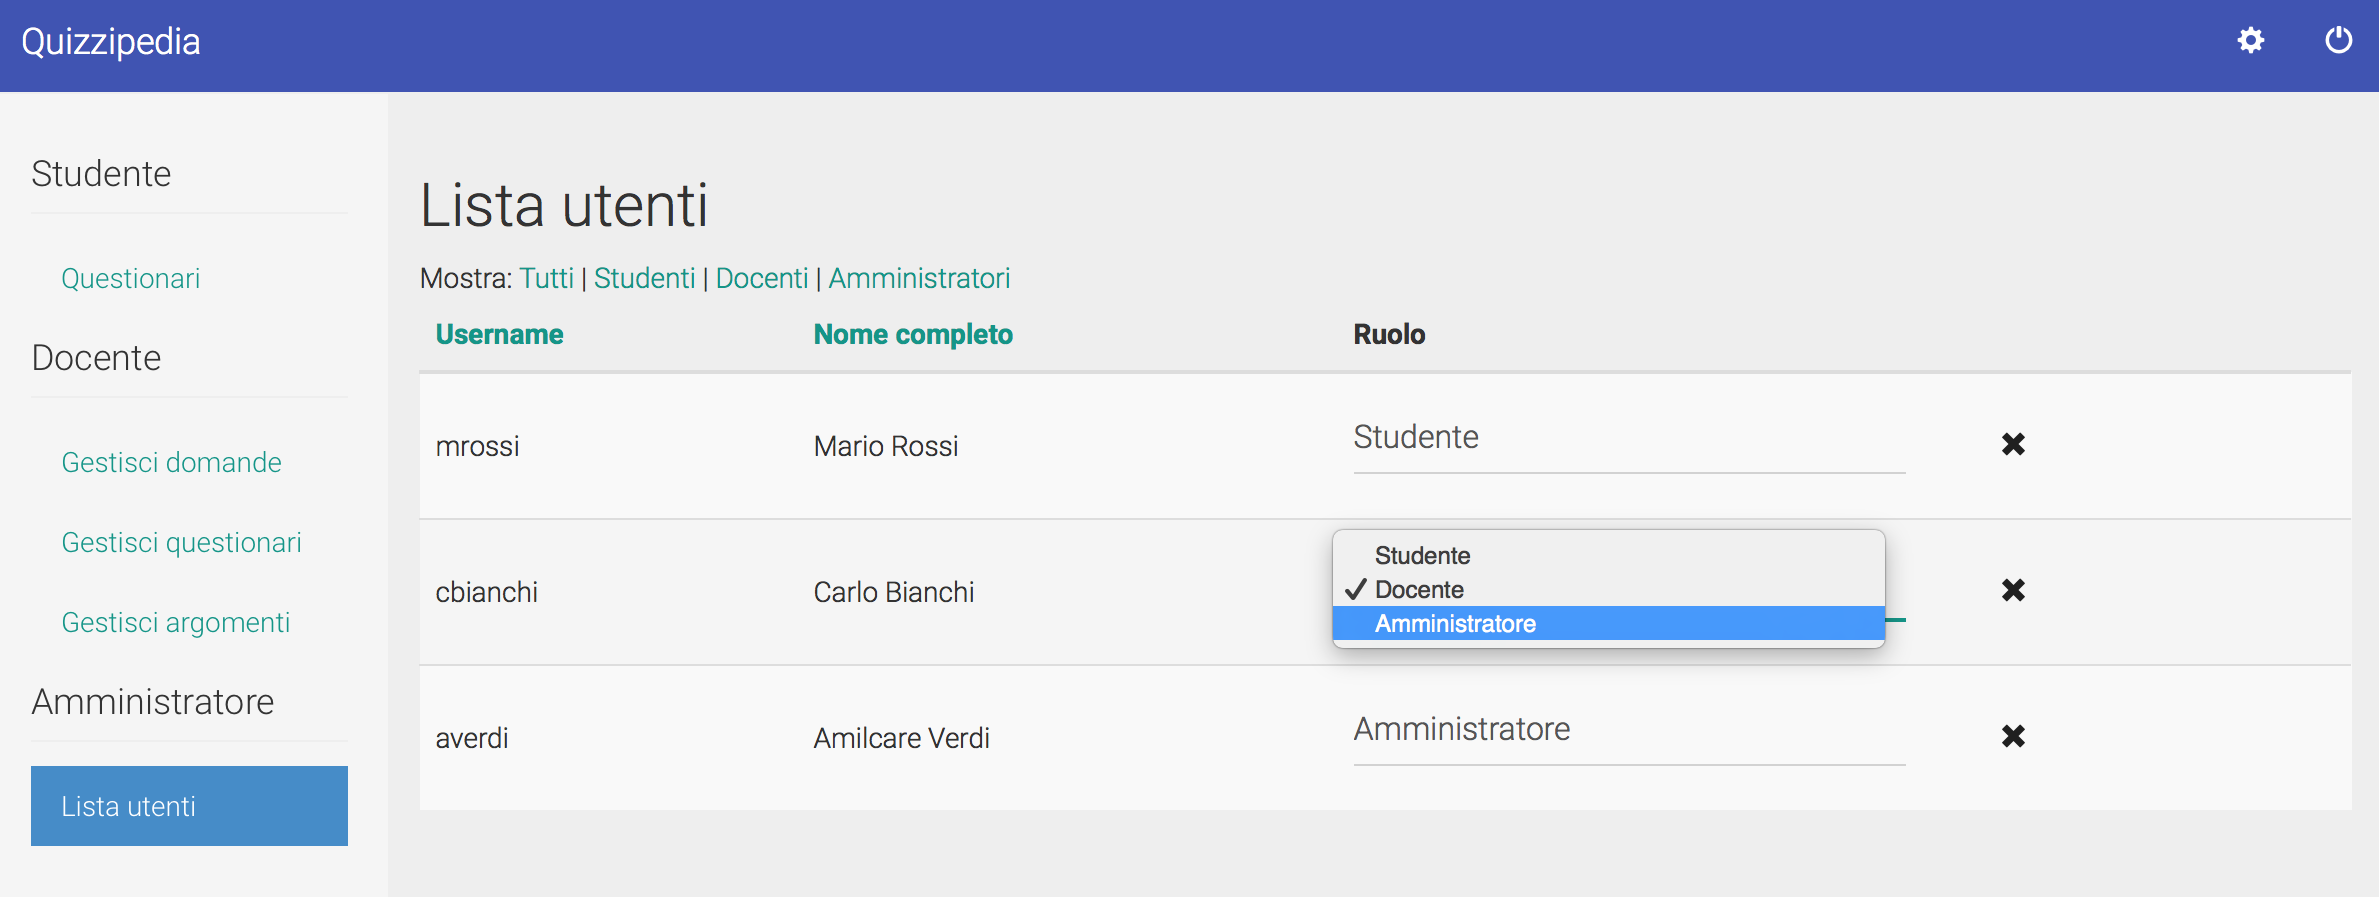 Quizzipedia
Studente
Questionari
Docente
Gestisci domande
Gestisci questionari
Gestisci argomenti
Amministratore
Lista utenti
Lista utenti
Mostra: Tutti | Studenti | Docenti | Amministratori
Username Nome completo Ruolo
mrossi Mario Rossi Studente
cbianchi Carlo Bianchi
Studente
Docente
Amministratore
averdi Amilcare Verdi Amministratore